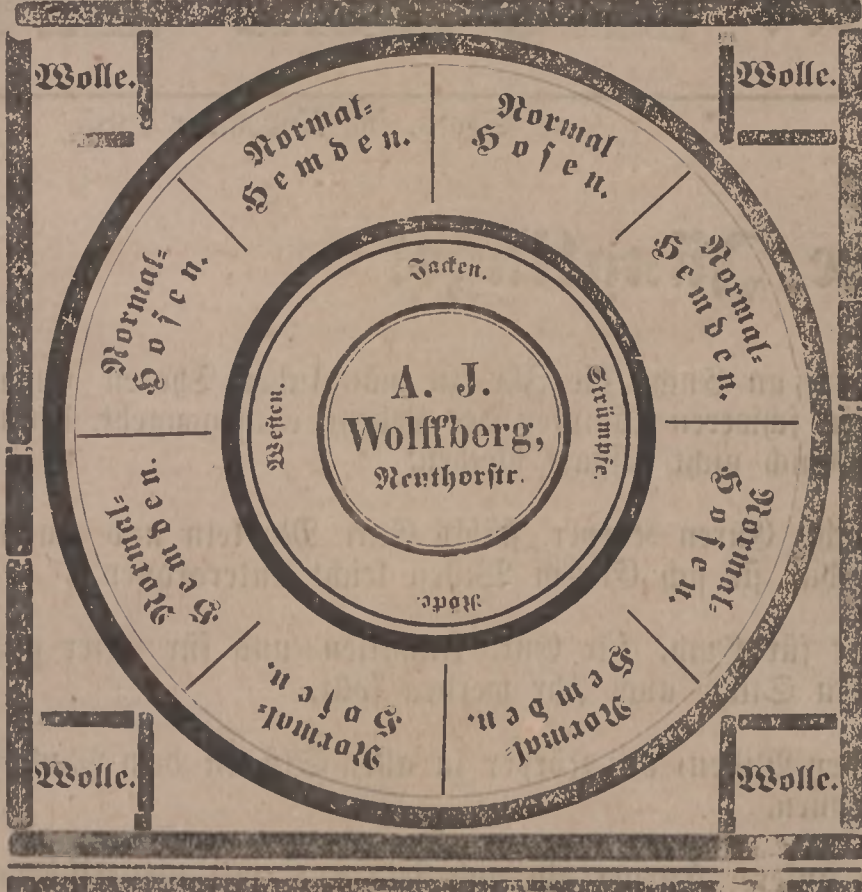 Wolle.
Wolle.
Normal
Hosen.
Normal-
Hemden.
Normal-
Hosen.
Normal-
Hemden.
Normal-
Hosen.
Normal-
Hemden.
Normal-
Hosen.
Normal-
Hemden.
Jacken.
Strümpfe.
Röcke.
Westen.
A. J.
Wolffberg,
Neuthorstr.
Wolle.
Wolle.